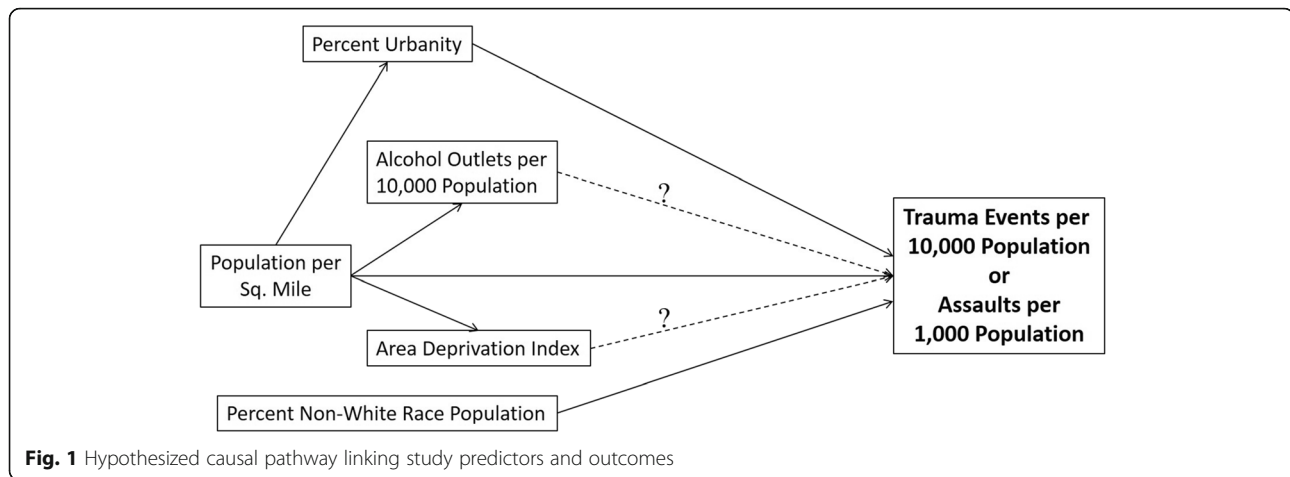 Percent Urbanity
Alcohol Outlets per
10,000 Population
?
Population per
Sq. Mile
Trauma Events per
10,000 Population
or
Assaults per
1,000 Population
?
Area Deprivation Index
Percent Non-White Race Population
Fig. 1 Hypothesized causal pathway linking study predictors and outcomes